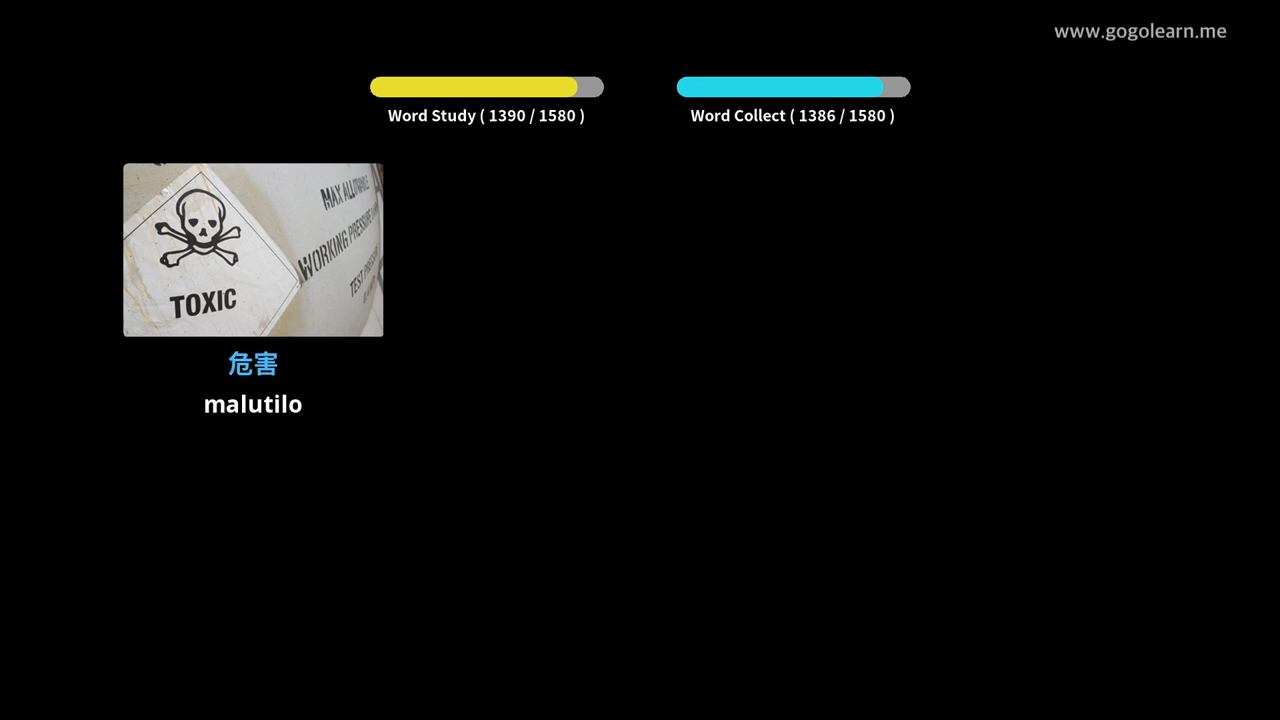 www.gogolearn.me
Word Study ( 1390 / 1580 )
Word Collect ( 1386 / 1580 )
TOXIC
MAX ALLOWABLE
WORKING PRESSURE
TEST
危害
malutilo